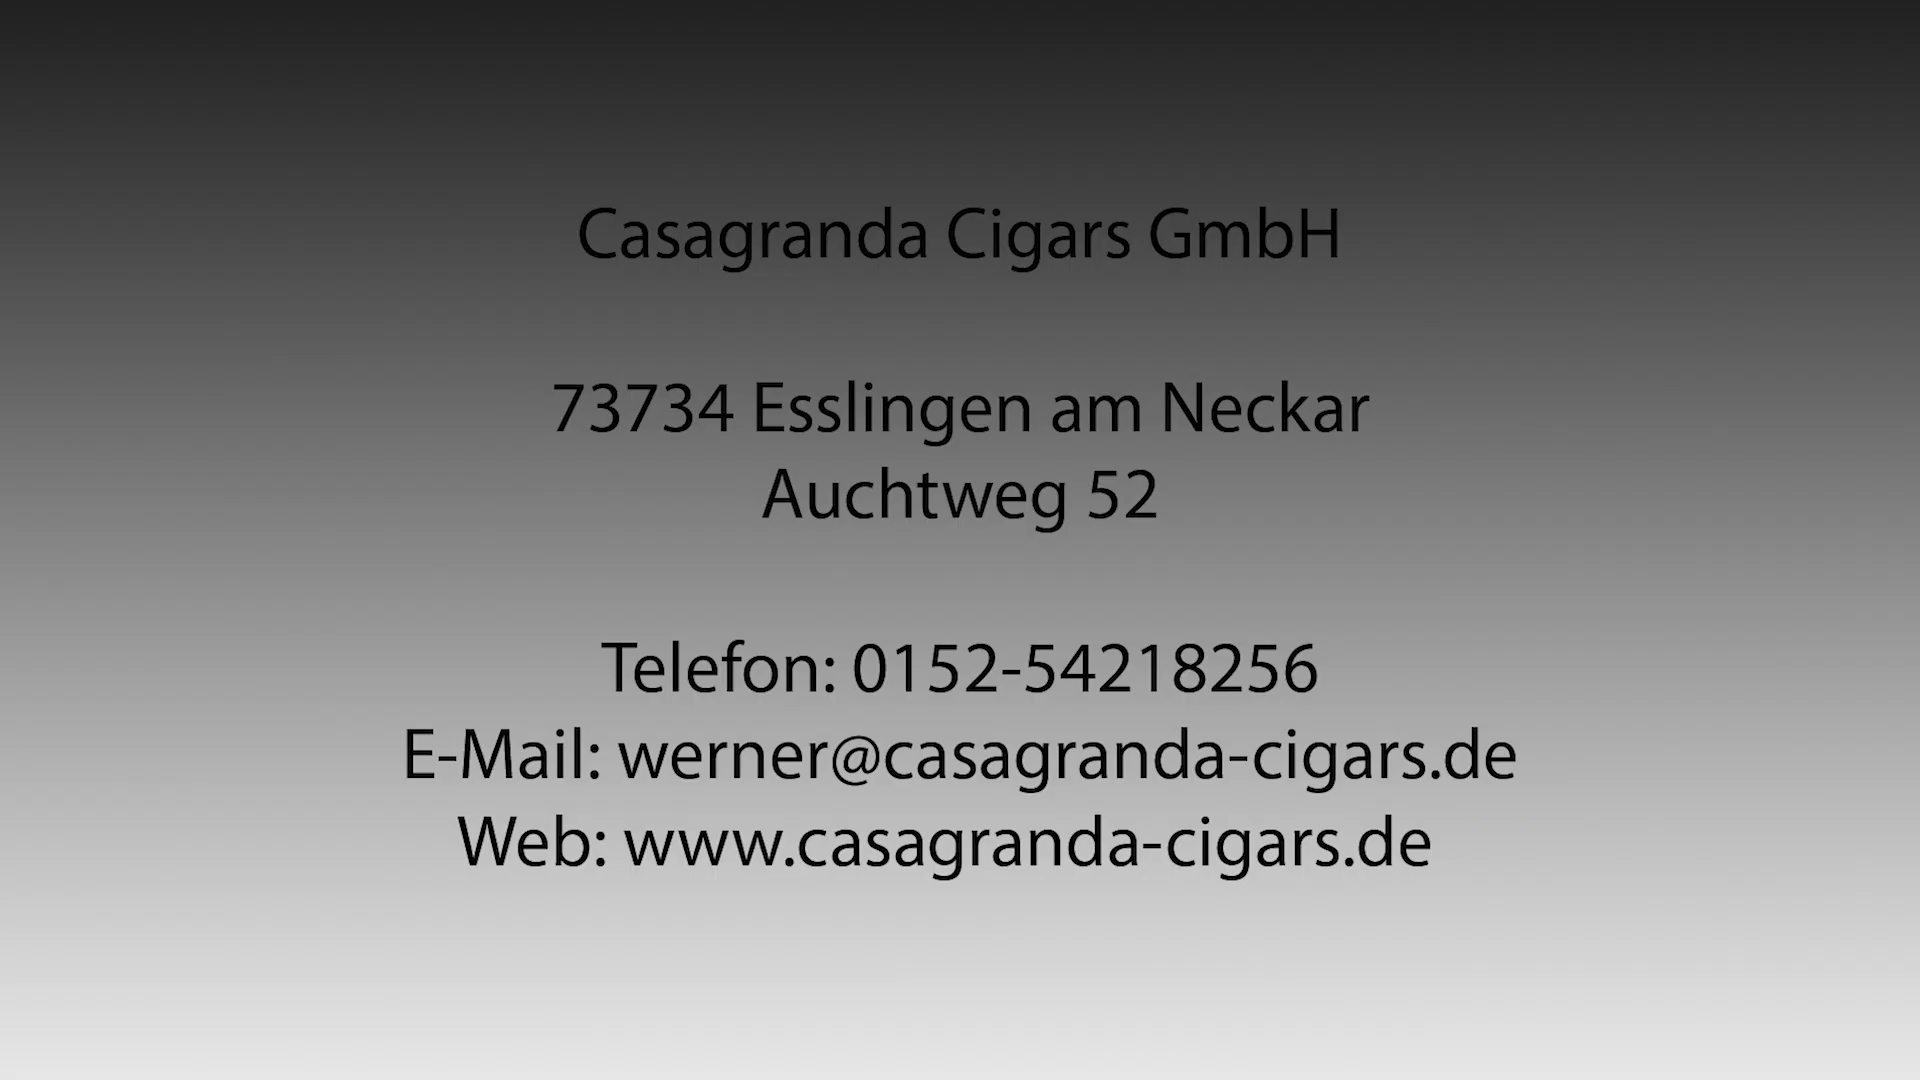 Casagranda Cigars GmbH
73734 Esslingen am Neckar
Auchtweg 52
Telefon: 0152-54218256
E-Mail: werner@casagranda-cigars.de
Web: www.casagranda-cigars.de